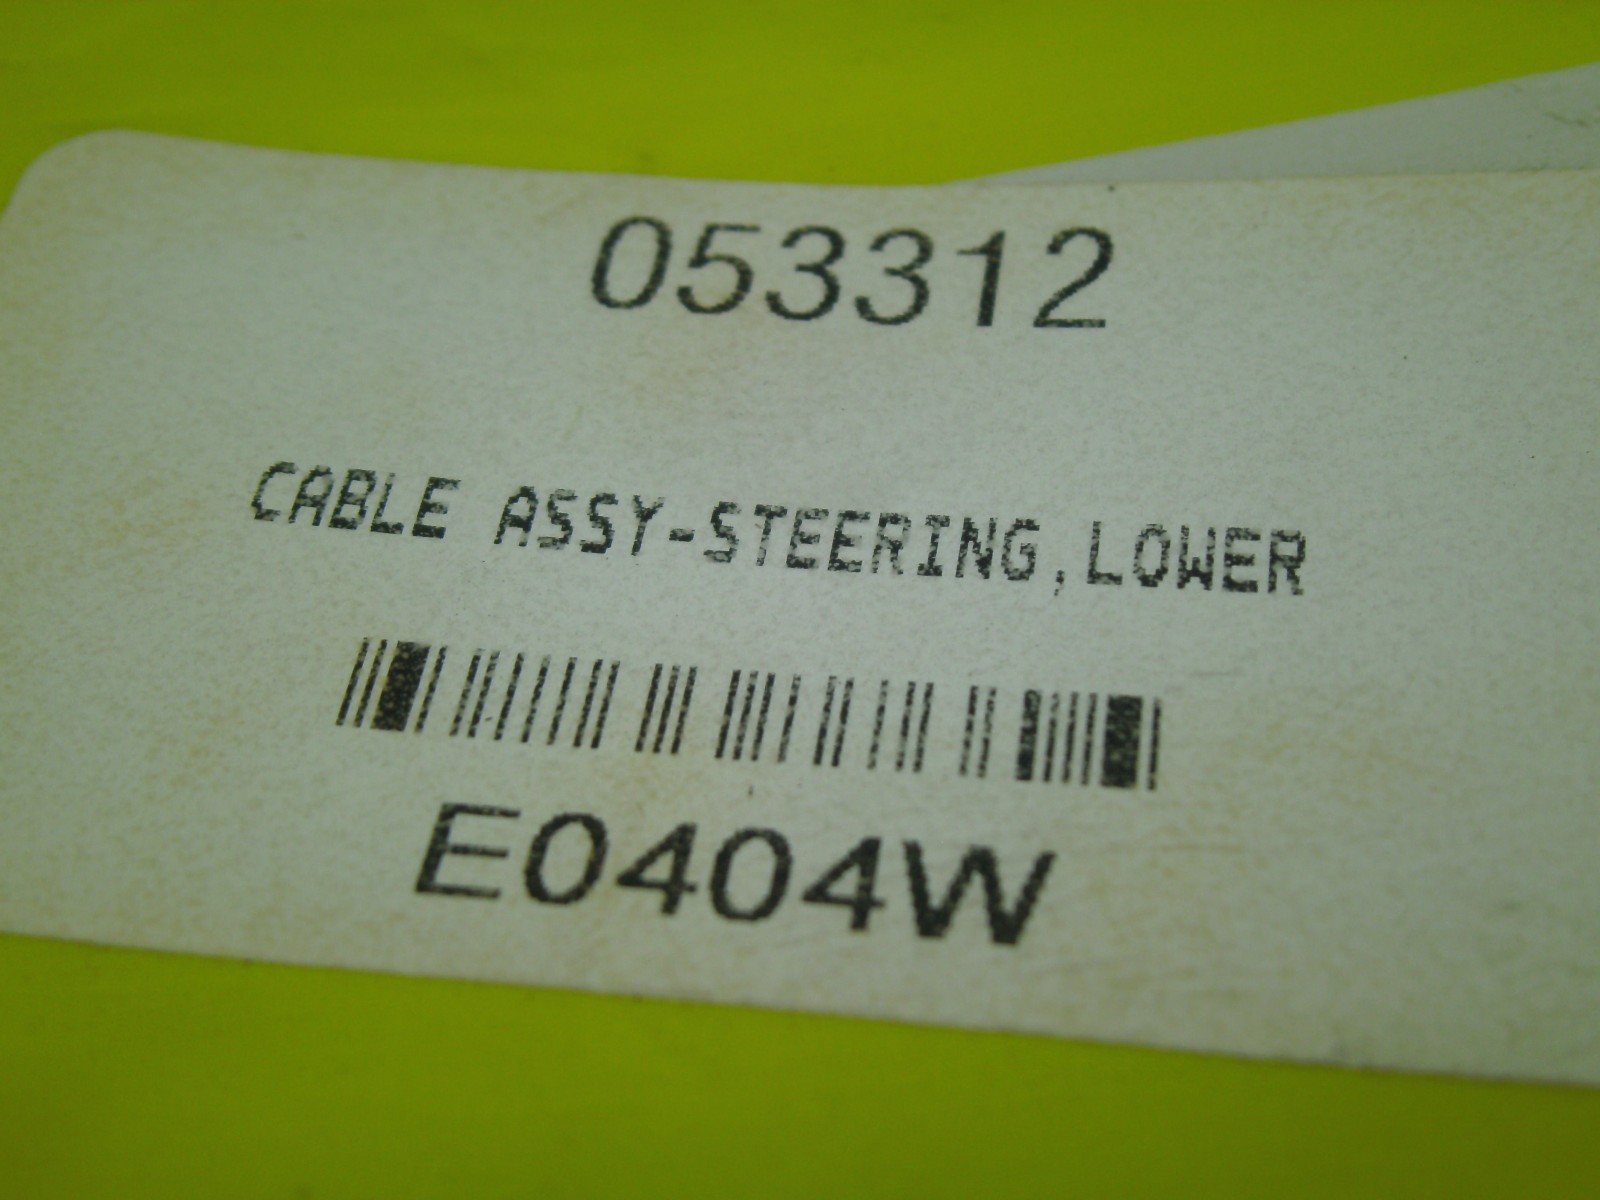 053312
CABLE ASSY-STEERING,LOWER
E0404W